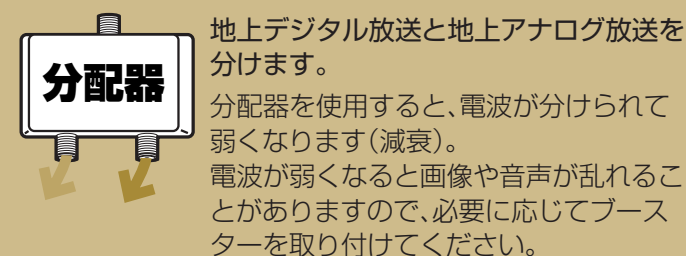 分配器
地上デジタル放送と地上アナログ放送を
分けます。
分配器を使用すると、電波が分けられて
弱くなります(減衰)。
電波が弱くなると画像や音声が乱れるこ
とがありますので、必要に応じてブース
ターを取り付けてください。